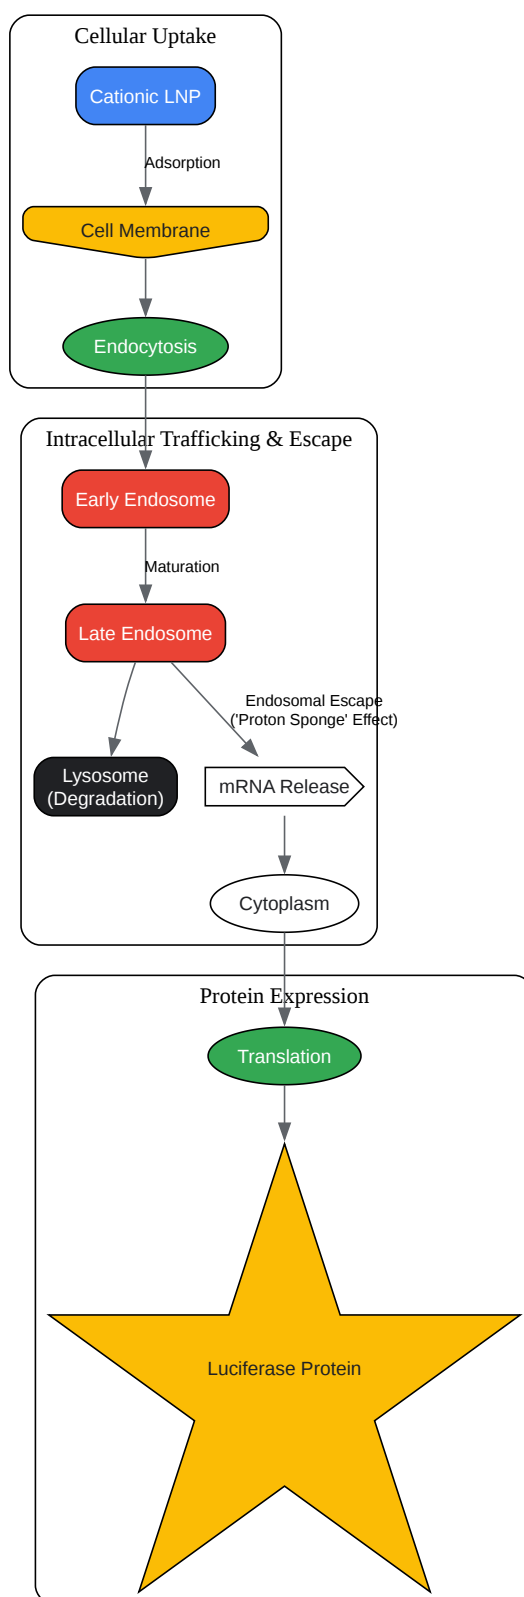 Cellular Uptake
Cationic LNP
Adsorption
Cell Membrane
Endocytosis
Intracellular Trafficking & Escape
Early Endosome
Maturation
Late Endosome
Endosomal Escape
('Proton Sponge' Effect)
Lysosome
(Degradation)
mRNA Release
Cytoplasm
Protein Expression
Translation
Luciferase Protein